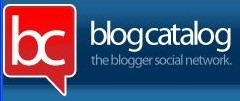 bc
blogcatalog
the blogger social network.